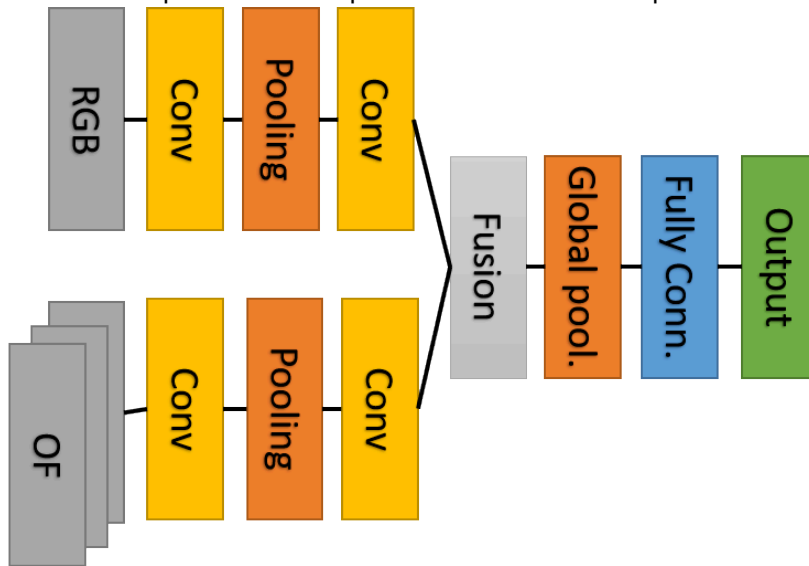 RGB
Conv
Pooling
Conv
OF
Conv
Pooling
Conv
Fusion
Global pool.
Fully Conn.
Output